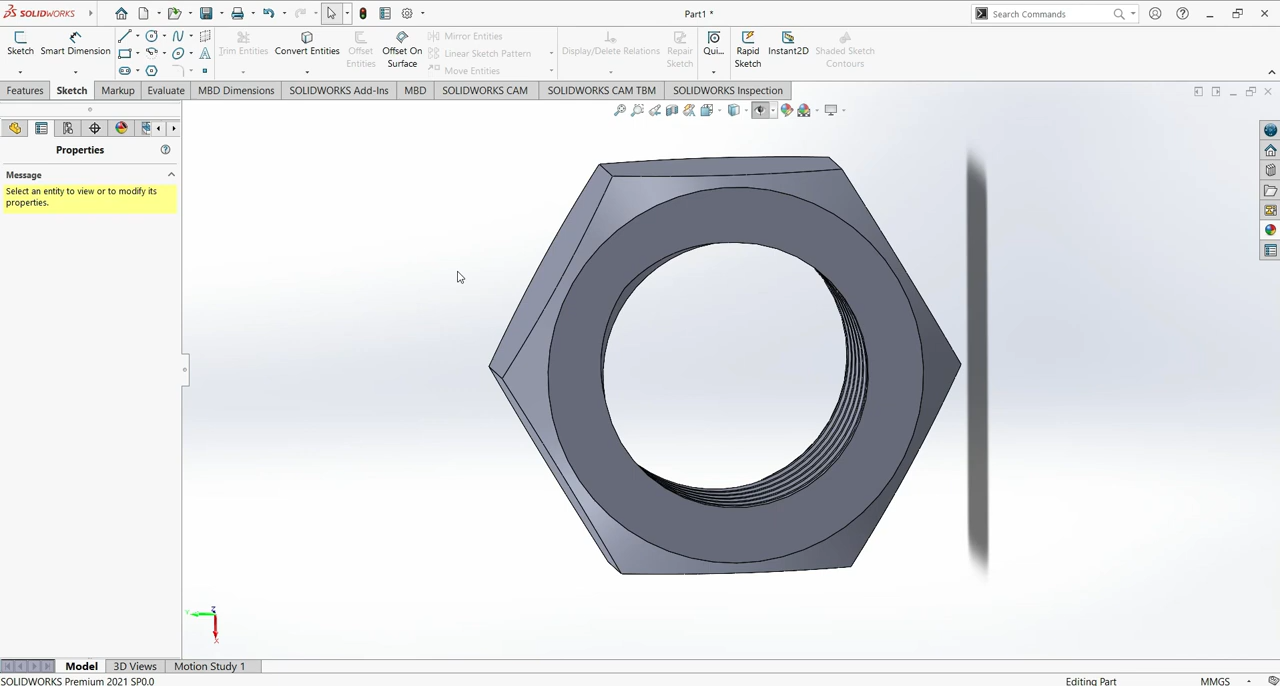 SOLIDWORKS
Part1 *
Search Commands
Sketch
Smart Dimension
Trim Entities
Convert Entities
Offset
Entities
Offset On
Surface
Mirror Entities
Linear Sketch Pattern
Move Entities
Display/Delete Relations
Repair
Sketch
Qui...
Rapid
Sketch
Instant2D
Shaded Sketch
Contours
Features
Sketch
Markup
Evaluate
MBD Dimensions
SOLIDWORKS Add-Ins
MBD
SOLIDWORKS CAM
SOLIDWORKS CAM TBM
SOLIDWORKS Inspection
Properties
Message
Select an entity to view or to modify its
properties.
Y
Z
X
Model
3D Views
Motion Study 1
SOLIDWORKS Premium 2021 SP0.0
Editing Part
MMGS